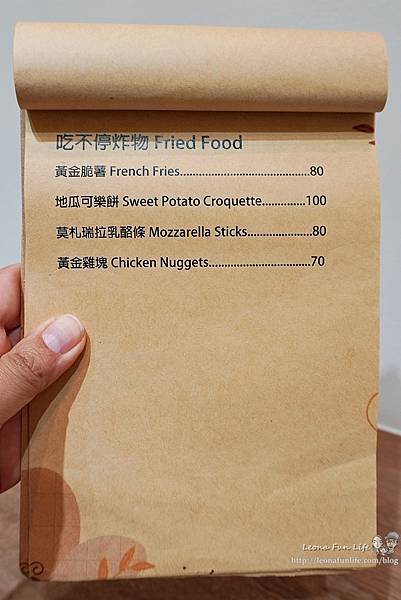 吃不停炸物 Fried Food
黃金脆薯 French Fries..........................................80
地瓜可樂餅 Sweet Potato Croquette..............100
莫札瑞拉乳酪條 Mozzarella Sticks.....................80
黃金雞塊 Chicken Nuggets.................................70
Leona Fun Life
http://leonafunlife.com/blog